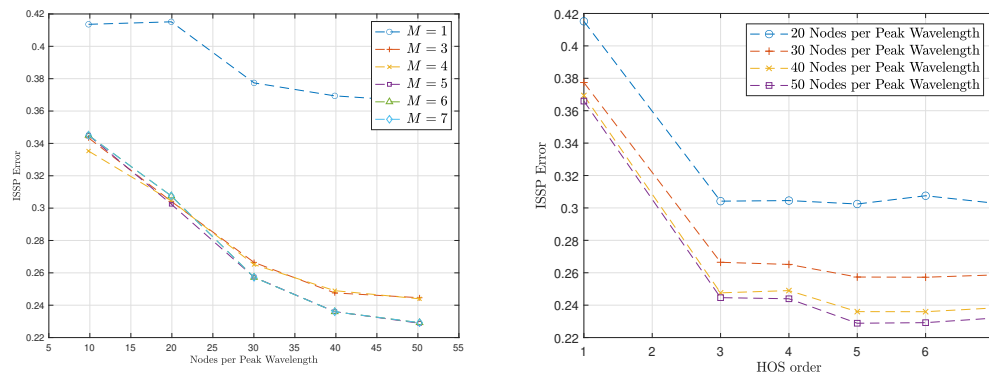 0.42
0.4
0.38
0.36
0.34
0.32
0.3
0.28
0.26
0.24
0.22
ISSP Error
5 10 15 20 25 30 35 40 45 50 55
Nodes per Peak Wavelength
M = 1
M = 3
M = 4
M = 5
M = 6
M = 7
0.42
0.4
0.38
0.36
0.34
0.32
0.3
0.28
0.26
0.24
0.22
ISSP Error
1 2 3 4 5 6
HOS order
20 Nodes per Peak Wavelength
30 Nodes per Peak Wavelength
40 Nodes per Peak Wavelength
50 Nodes per Peak Wavelength